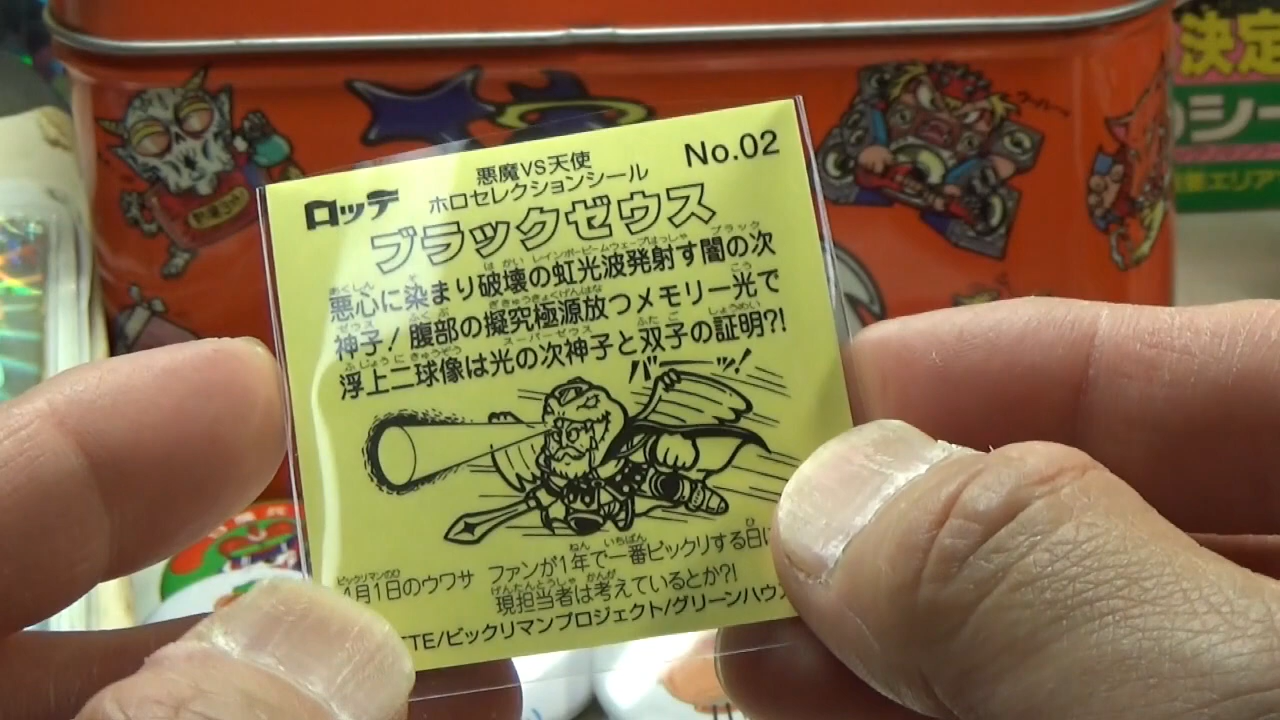 No.02
悪魔VS天使
ロッテ
ホロセレクションシール
ブラックゼウス
悪心に染まり破壊の虹光波発射す闇の次
神子!腹部の擬究極源放つメモリー光で
浮上二球像は光の次神子と双子の証明?!
バーッ!
4月1日のウワサ
ファンが1年で一番ビックリする日に
現担当者は考えているとか?!
TTE/ビックリマンプロジェクト/グリーンハウ
決定
シー
エリア